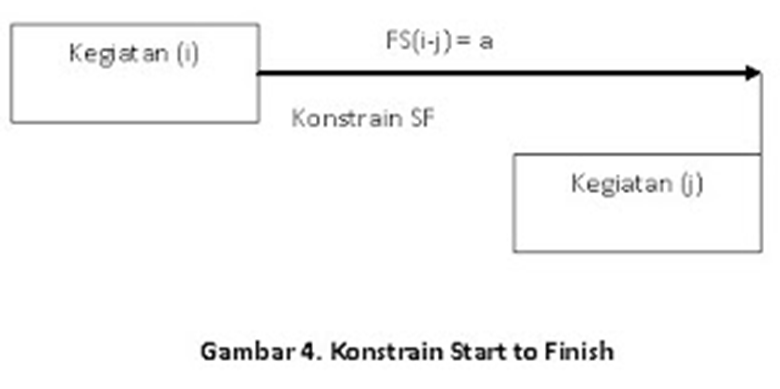 Kegiatan (i)
FS(i-j) = a
Konstrain SF
Kegiatan (j)
Gambar 4. Konstrain Start to Finish